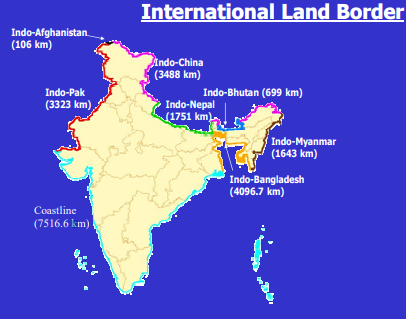 International Land Border
Indo-Afghanistan
(106 km)
Indo-China
(3488 km)
Indo-Pak
(3323 km)
Indo-Nepal
(1751 km)
Indo-Bhutan (699 km)
Indo-Myanmar
(1643 km)
Indo-Bangladesh
(4096.7 km)
Coastline
(7516.6 km)